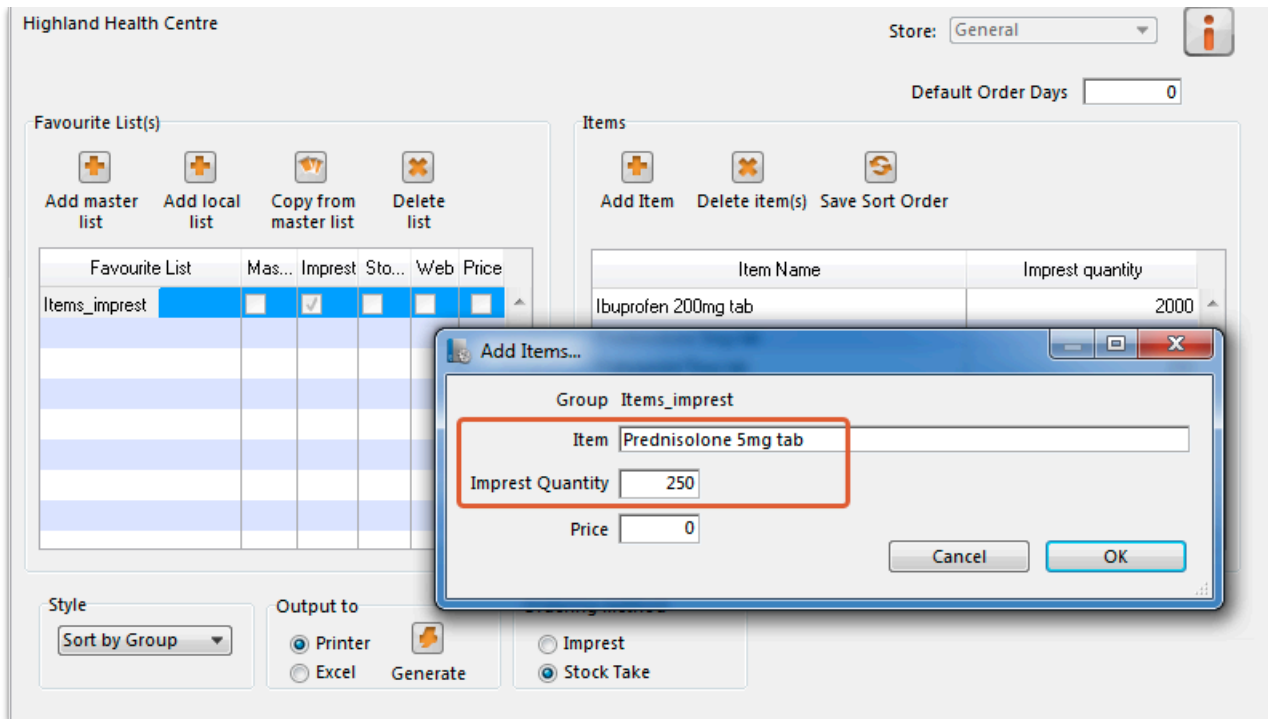 Highland Health Centre
Store: General
Default Order Days 0
Favourite List(s)
Add master list
Add local list
Copy from master list
Delete list
Favourite List Mas... Imprest Sto... Web Price
Items_imprest
Items
Add Item Delete item(s) Save Sort Order
Item Name Imprest quantity
Ibuprofen 200mg tab 2000
Add Items...
Group Items_imprest
Item Prednisolone 5mg tab
Imprest Quantity 250
Price 0
Cancel OK
Style
Sort by Group
Output to
Printer
Excel
Generate
Imprest
Stock Take